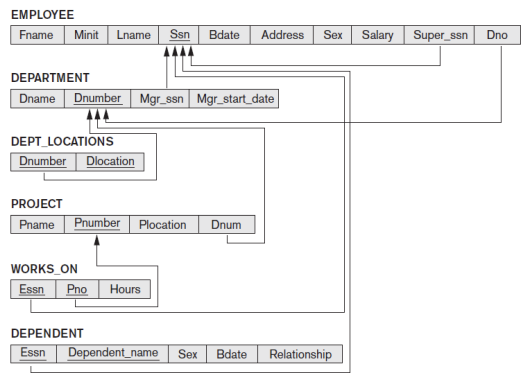 EMPLOYEE
Fname Minit Lname Ssn Bdate Address Sex Salary Super_ssn Dno
DEPARTMENT
Dname Dnumber Mgr_ssn Mgr_start_date
DEPT_LOCATIONS
Dnumber Dlocation
PROJECT
Pname Pnumber Plocation Dnum
WORKS_ON
Essn Pno Hours
DEPENDENT
Essn Dependent_name Sex Bdate Relationship